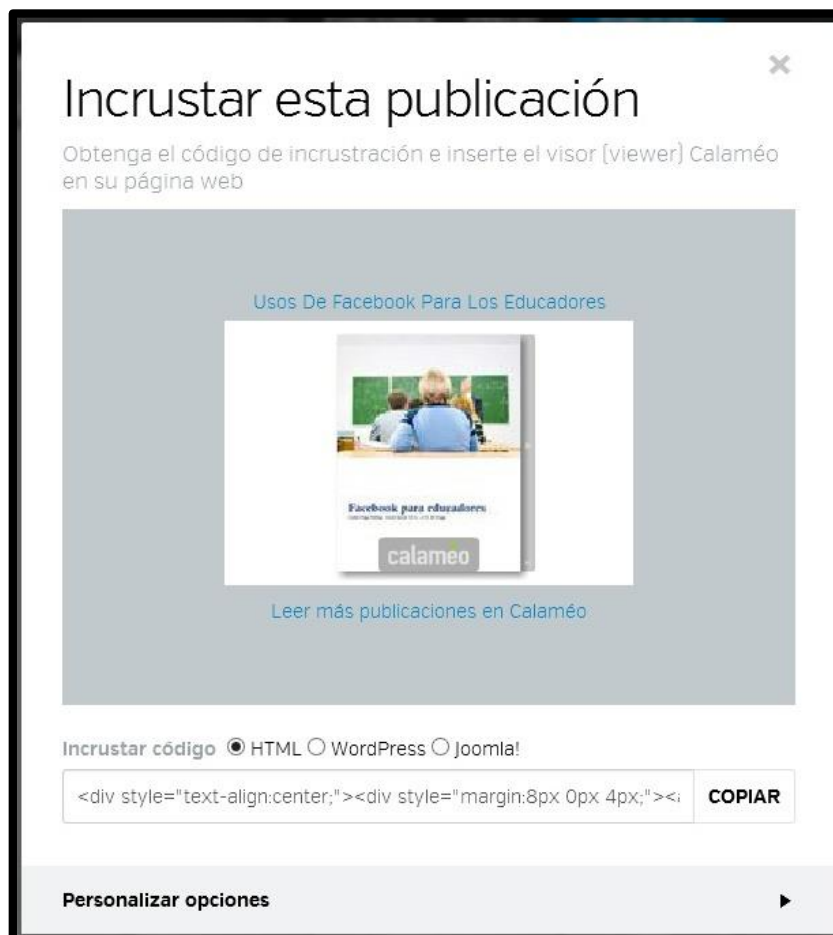 Incrustar esta publicación
Obtenga el código de incrustración e inserte el visor (viewer) Calaméo
en su página web
Usos De Facebook Para Los Educadores
Facebook para educadores
calaméo
Leer más publicaciones en Calaméo
Incrustar código HTML WordPress Joomla!
<div style="text-align:center;"><div style="margin:8px 0px 4px;"><a COPIAR
Personalizar opciones